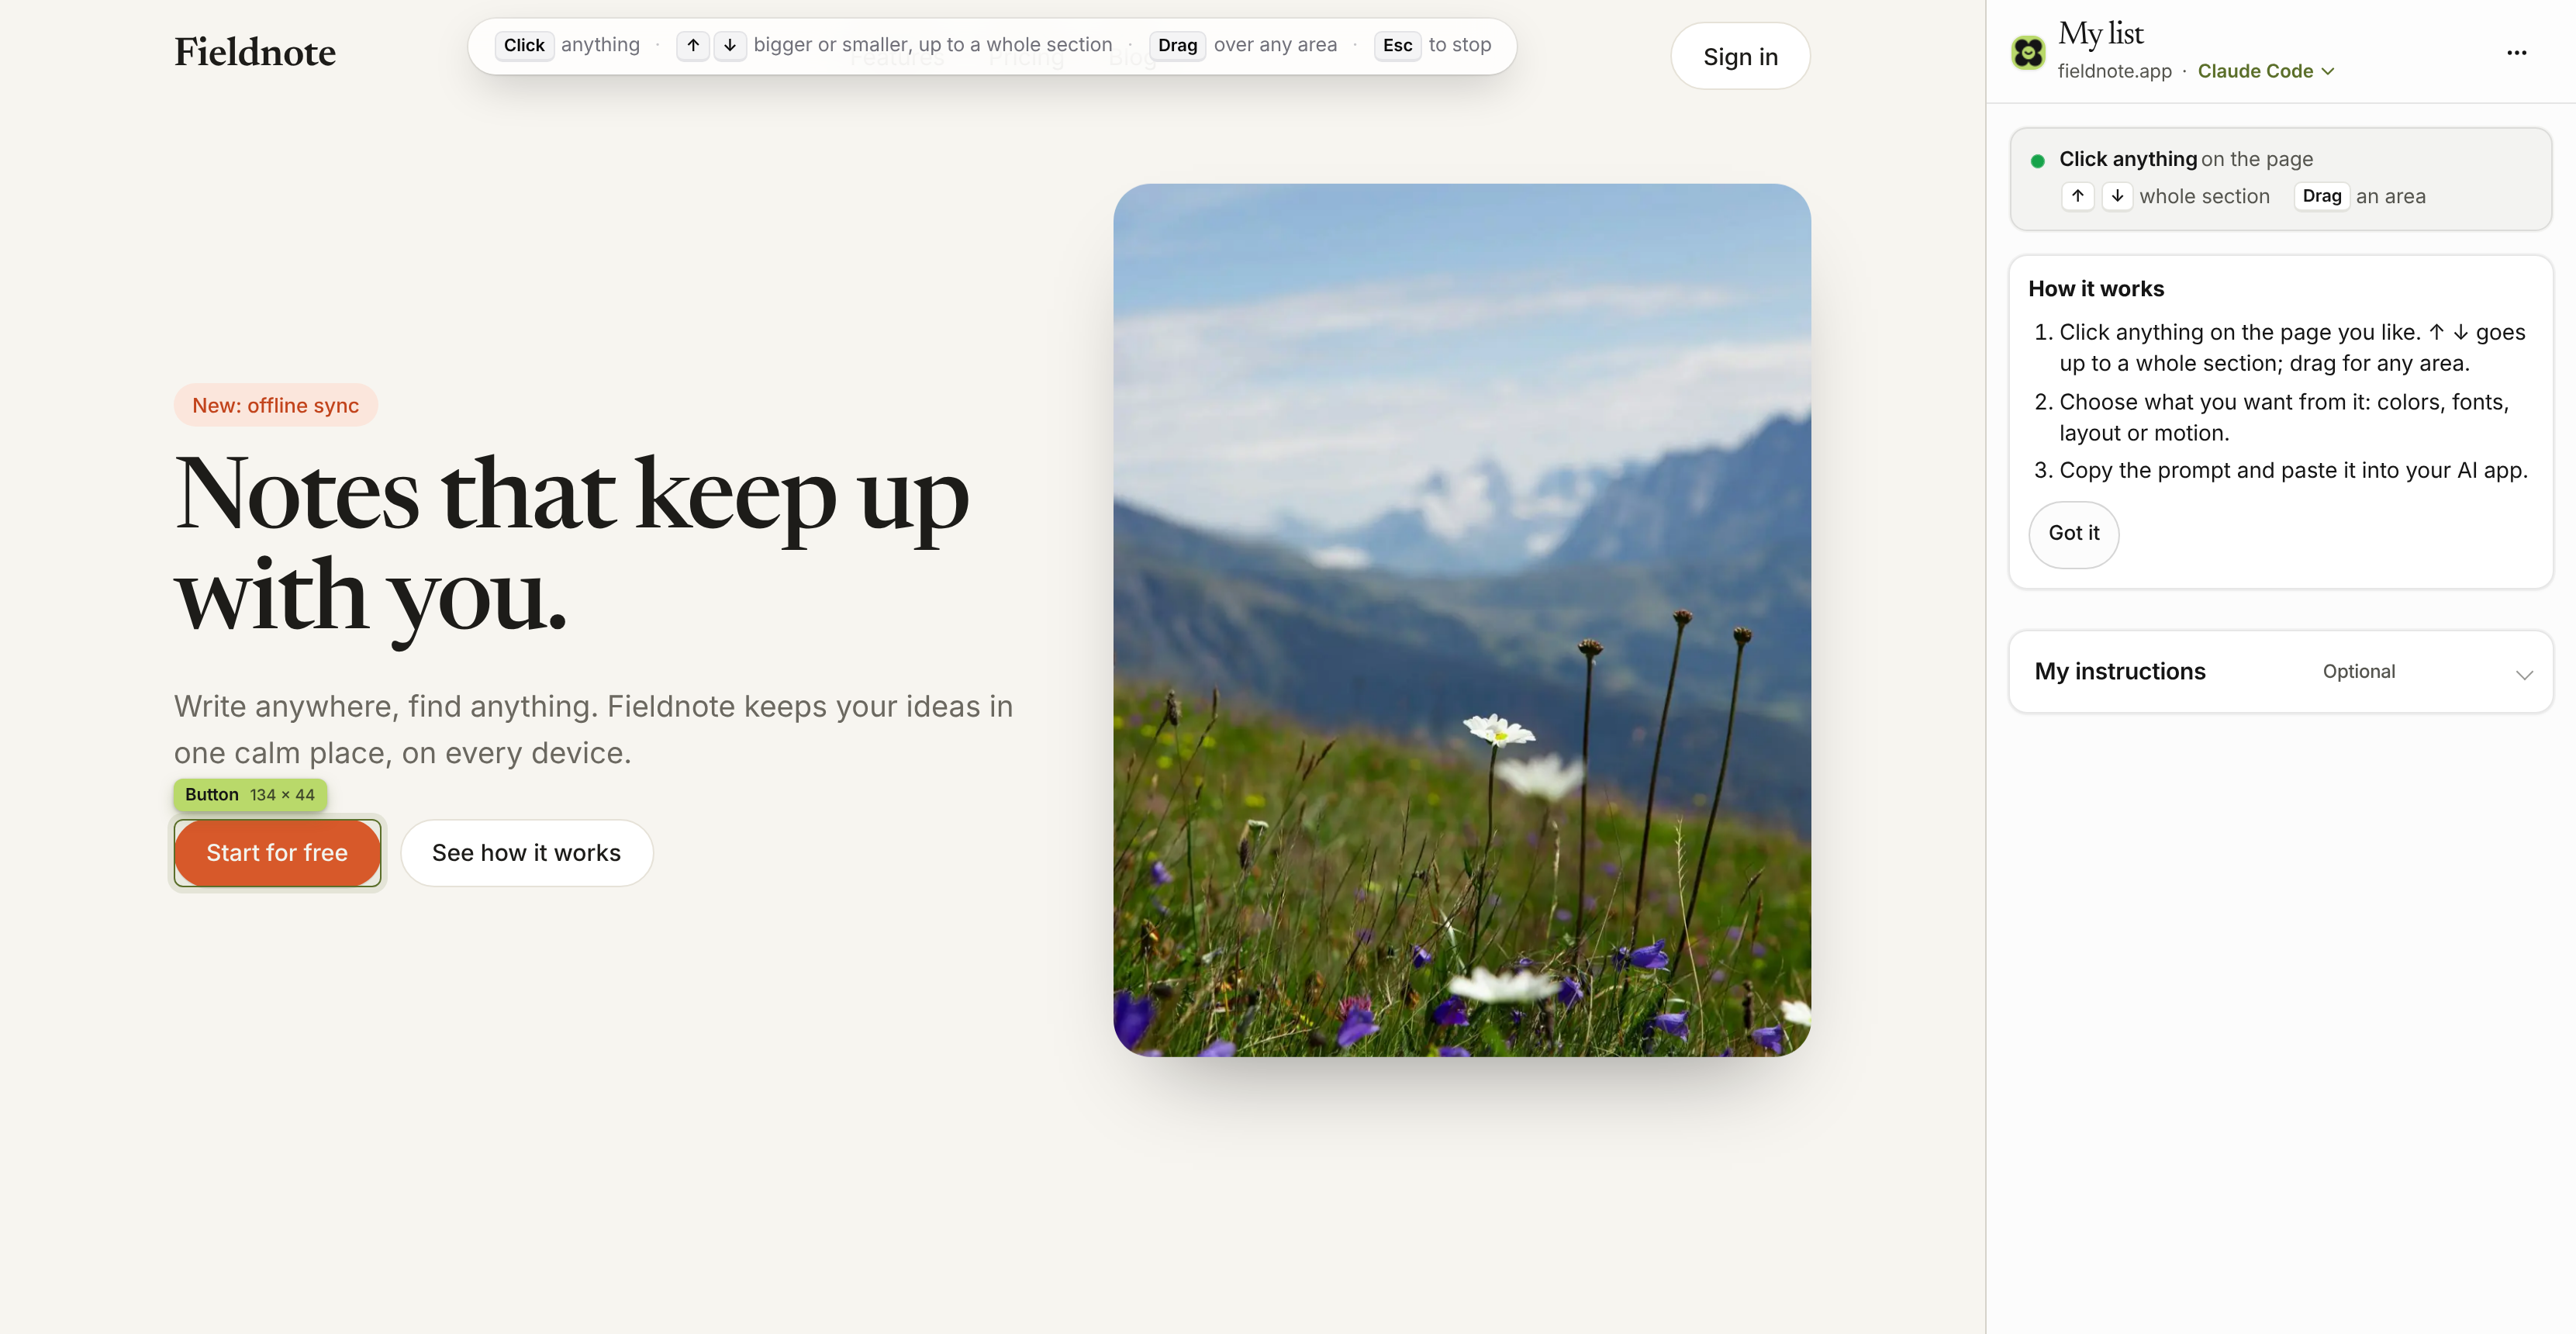 Fieldnote
Click anything · ↑ ↓ bigger or smaller, up to a whole section · Drag over any area · Esc to stop
Features Pricing Blog
Sign in
New: offline sync
Notes that keep up
with you.
Write anywhere, find anything. Fieldnote keeps your ideas in
one calm place, on every device.
Button 134 × 44
Start for free
See how it works
My list
fieldnote.app · Claude Code
Click anything on the page
↑ ↓ whole section Drag an area
How it works
1. Click anything on the page you like. ↑ ↓ goes
up to a whole section; drag for any area.
2. Choose what you want from it: colors, fonts,
layout or motion.
3. Copy the prompt and paste it into your AI app.
Got it
My instructions Optional